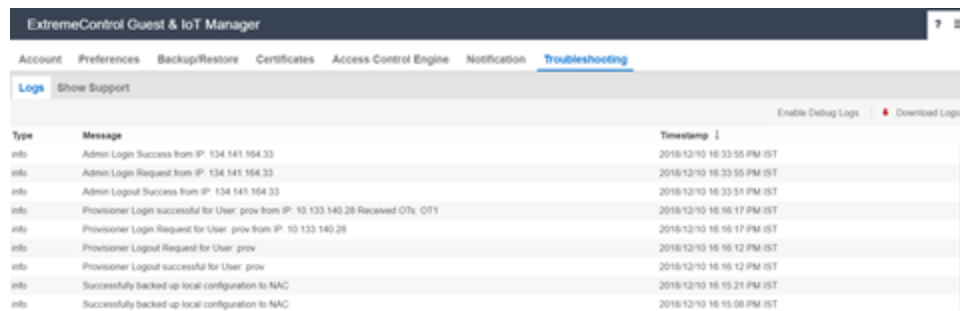 ExtremeControl Guest & IoT Manager ?
Account Preferences Backup/Restore Certificates Access Control Engine Notification Troubleshooting
Logs Show Support
Enable Debug Logs Download Logs
Type Message Timestamp ↓
info Admin Login Success from IP: 134.141.164.33 2018/12/10 16:33:55 PM IST
info Admin Login Request from IP: 134.141.164.33 2018/12/10 16:33:55 PM IST
info Admin Logout Success from IP: 134.141.164.33 2018/12/10 16:33:51 PM IST
info Provisioner Login successful for User: prov from IP: 10.133.140.28 Received OTs: OT1 2018/12/10 16:16:17 PM IST
info Provisioner Login Request for User: prov from IP: 10.133.140.28 2018/12/10 16:16:17 PM IST
info Provisioner Logout Request for User: prov 2018/12/10 16:16:12 PM IST
info Provisioner Logout successful for User: prov 2018/12/10 16:16:12 PM IST
info Successfully backed up local configuration to NAC 2018/12/10 16:15:21 PM IST
info Successfully backed up local configuration to NAC 2018/12/10 16:15:08 PM IST